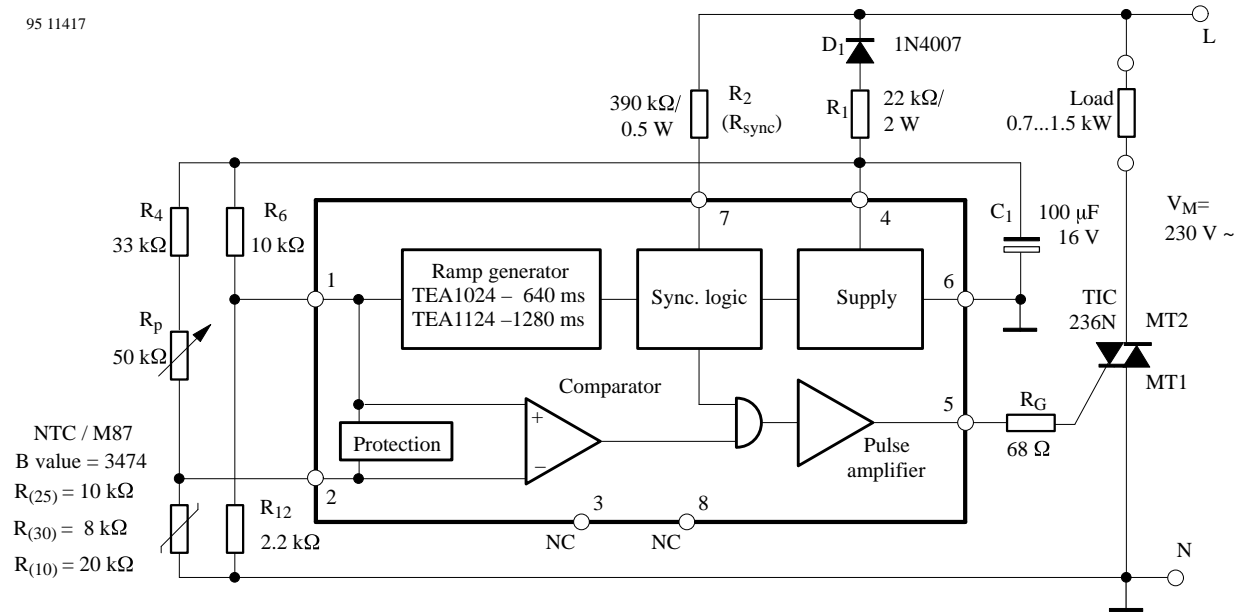 95 11417
L
D1 1N4007
390 kΩ/
0.5 W
R2
(Rsync)
R1
22 kΩ/
2 W
Load
0.7...1.5 kW
R4
33 kΩ
R6
10 kΩ
7
4
C1
100 μF
16 V
VM=
230 V ~
1
Ramp generator
TEA1024 – 640 ms
TEA1124 –1280 ms
Sync. logic
Supply
6
TIC
236N
MT2
MT1
Rp
50 kΩ
Comparator
+
−
Protection
Pulse
amplifier
5
RG
68 Ω
NTC / M87
B value = 3474
R(25) = 10 kΩ
R(30) = 8 kΩ
R(10) = 20 kΩ
2
R12
2.2 kΩ
3
NC
8
NC
N